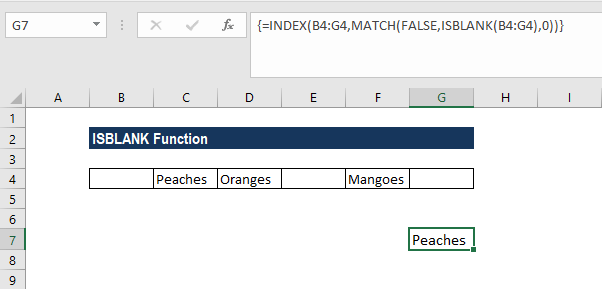 G7 fx {=INDEX(B4:G4,MATCH(FALSE,ISBLANK(B4:G4),0))}
A B C D E F G H I
1
2 ISBLANK Function
3
4 Peaches Oranges Mangoes
5
6
7 Peaches
8
9